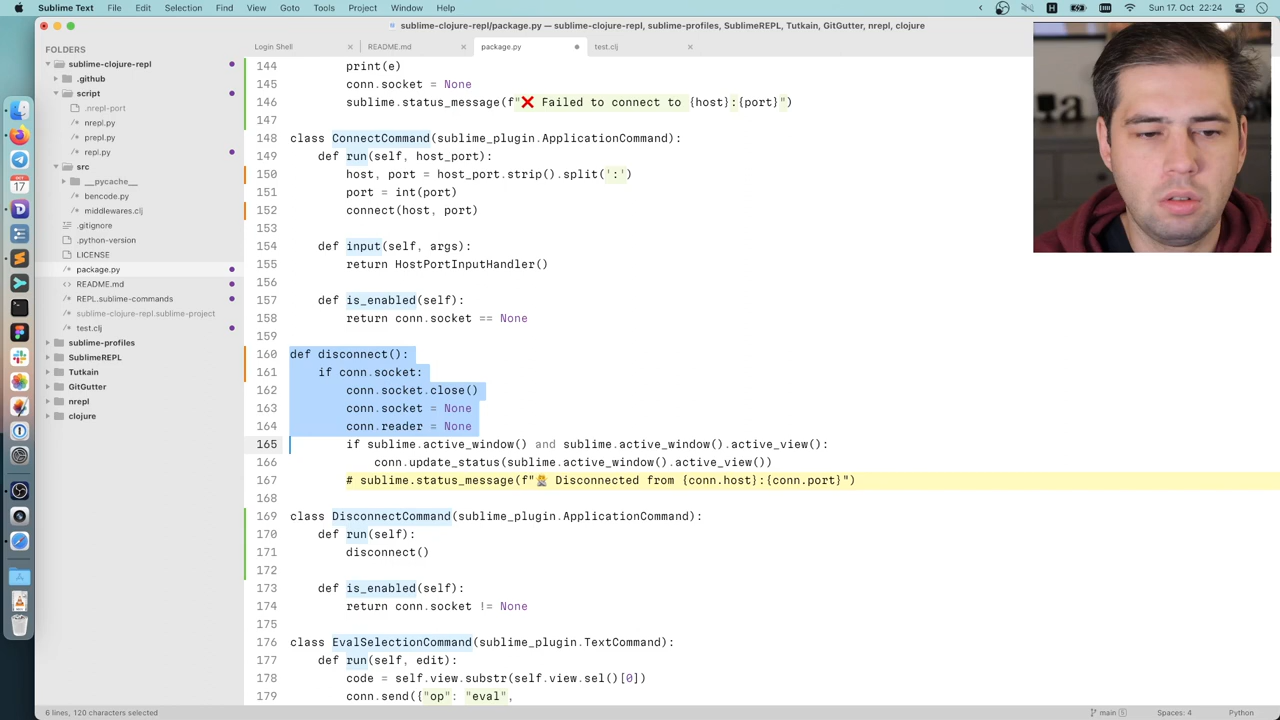 Sublime Text File Edit Selection Find View Goto Tools Project Window Help
Sun 17. Oct 22:24
sublime-clojure-repl/package.py — sublime-clojure-repl, sublime-profiles, SublimeREPL, Tutkain, GitGutter, nrepl, clojure
FOLDERS
sublime-clojure-repl
.github
script
.nrepl-port
nrepl.py
prepl.py
repl.py
src
__pycache__
bencode.py
middlewares.clj
.gitignore
.python-version
LICENSE
package.py
README.md
REPL.sublime-commands
sublime-clojure-repl.sublime-project
test.clj
sublime-profiles
SublimeREPL
Tutkain
GitGutter
nrepl
clojure
Login Shell README.md package.py test.clj
144 print(e)
145 conn.socket = None
146 sublime.status_message(f"❌ Failed to connect to {host}:{port}")
147
148 class ConnectCommand(sublime_plugin.ApplicationCommand):
149 def run(self, host_port):
150 host, port = host_port.strip().split(':')
151 port = int(port)
152 connect(host, port)
153
154 def input(self, args):
155 return HostPortInputHandler()
156
157 def is_enabled(self):
158 return conn.socket == None
159
160 def disconnect():
161 if conn.socket:
162 conn.socket.close()
163 conn.socket = None
164 conn.reader = None
165 if sublime.active_window() and sublime.active_window().active_view():
166 conn.update_status(sublime.active_window().active_view())
167 # sublime.status_message(f" Disconnected from {conn.host}:{conn.port}")
168
169 class DisconnectCommand(sublime_plugin.ApplicationCommand):
170 def run(self):
171 disconnect()
172
173 def is_enabled(self):
174 return conn.socket != None
175
176 class EvalSelectionCommand(sublime_plugin.TextCommand):
177 def run(self, edit):
178 code = self.view.substr(self.view.sel()[0])
179 conn.send({"op": "eval",
6 lines, 120 characters selected
main 5 Spaces: 4 Python